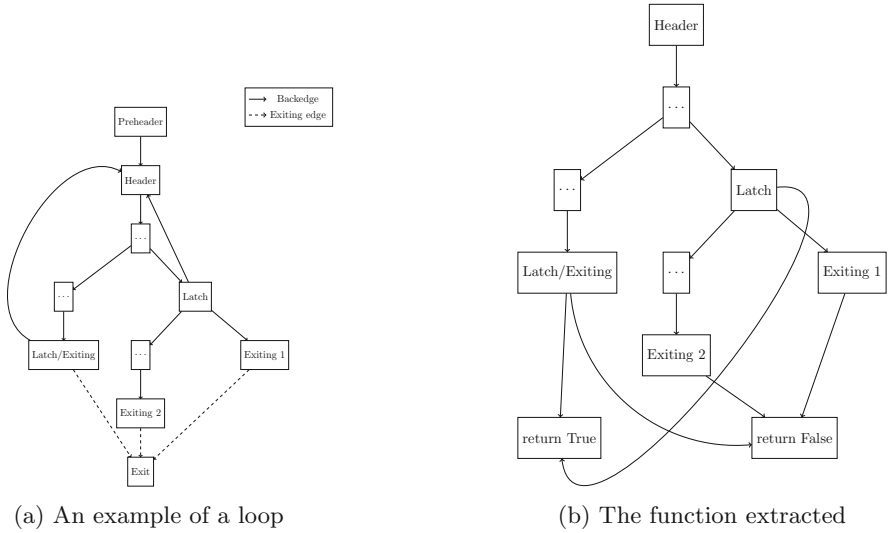 Backedge
Exiting edge
Preheader
Header
...
...
Latch
Latch/Exiting
...
Exiting 1
Exiting 2
Exit
(a) An example of a loop
Header
...
...
Latch
Latch/Exiting
...
Exiting 1
Exiting 2
return True
return False
(b) The function extracted